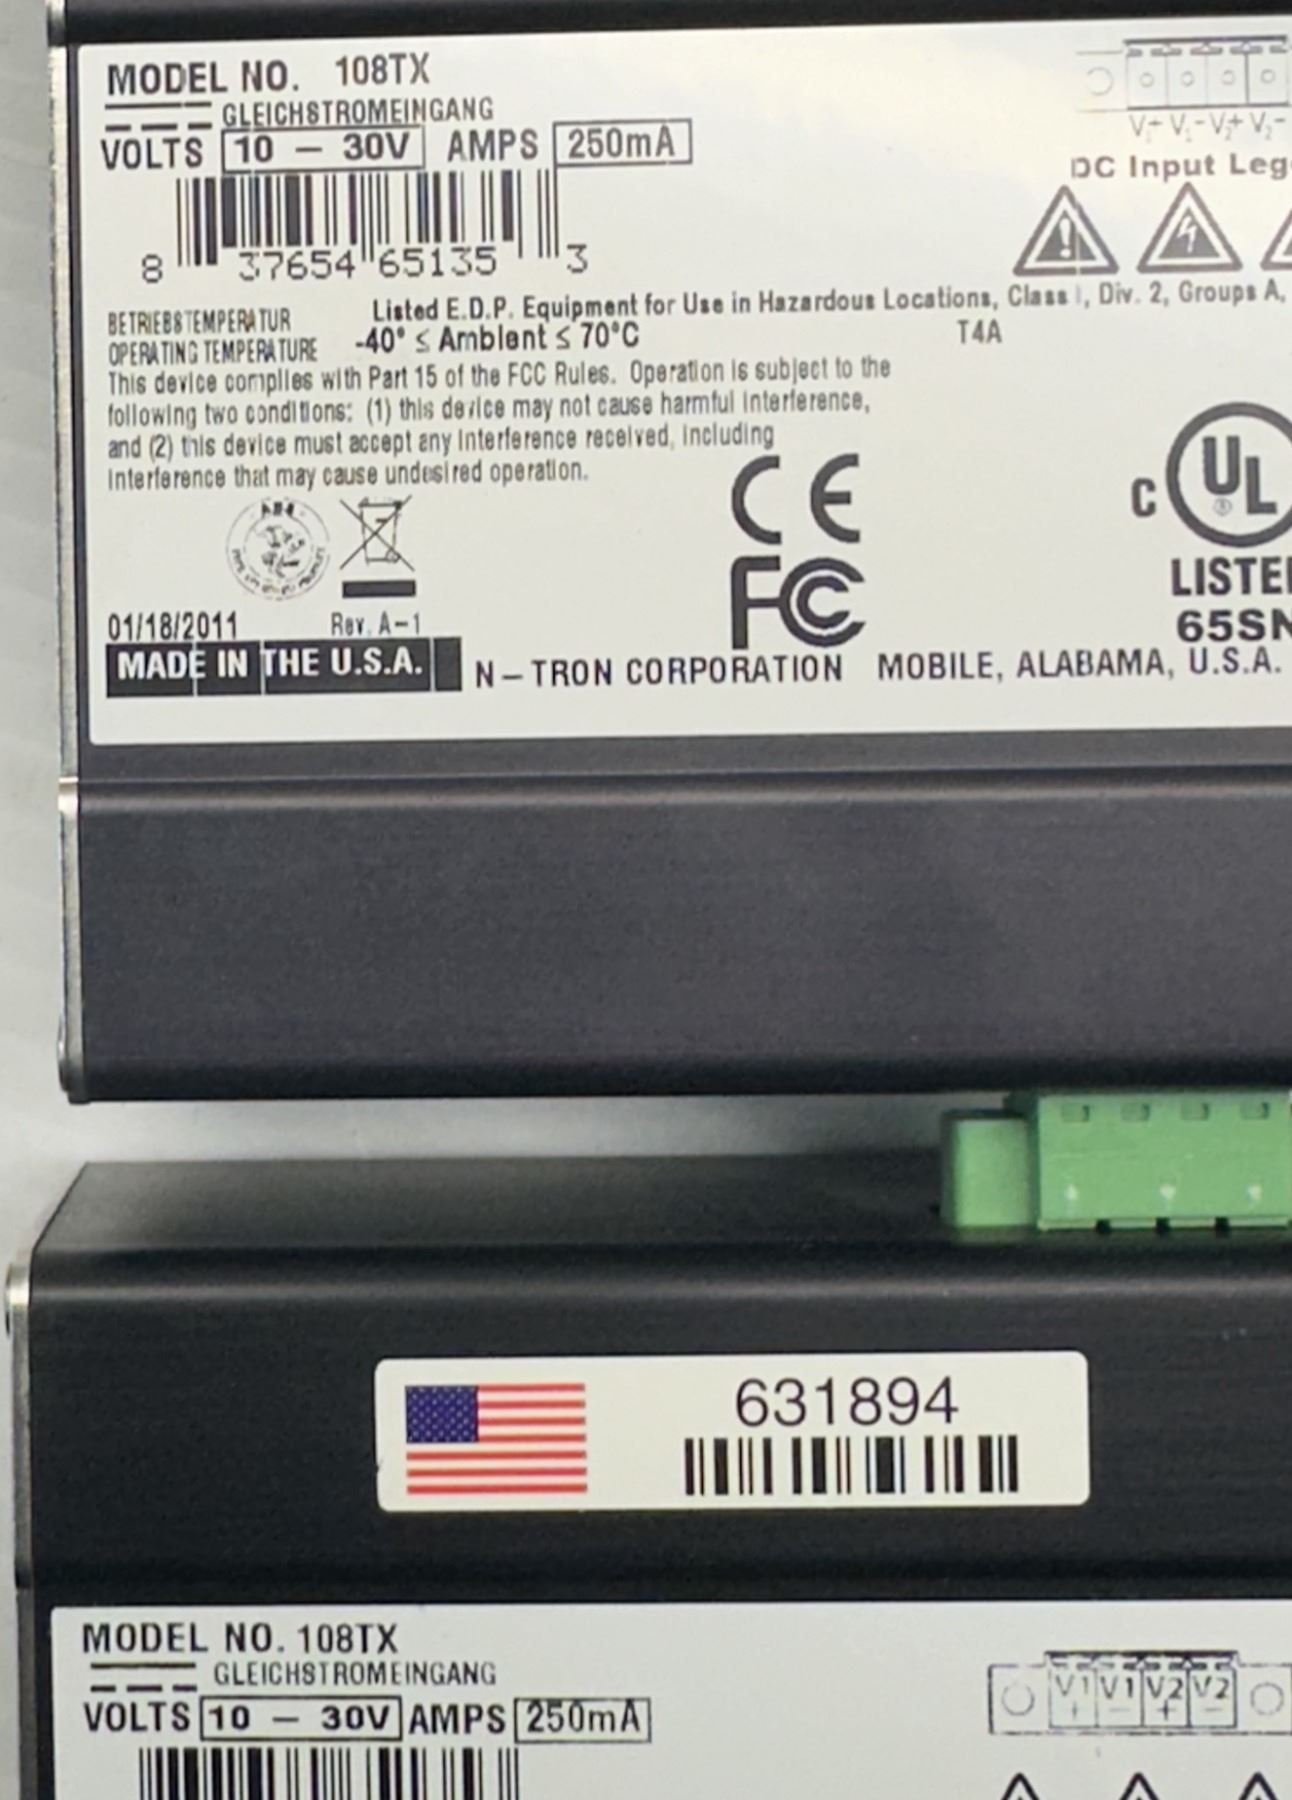 MODEL NO. 108TX
GLEICHSTROMEINGANG
VOLTS 10 – 30V AMPS 250mA
8 37654 65135 3
V1+ V1- V2+ V2-
DC Input Leg
BETRIEBSTEMPERATUR
OPERATING TEMPERATURE
-40° ≤ Ambient ≤ 70°C
Listed E.D.P. Equipment for Use in Hazardous Locations, Class I, Div. 2, Groups A,
T4A
This device complies with Part 15 of the FCC Rules. Operation is subject to the
following two conditions: (1) this device may not cause harmful interference,
and (2) this device must accept any interference received, including
interference that may cause undesired operation.
CE
FC
C UL ®
LISTE
65SN
01/18/2011 Rev. A-1
MADE IN THE U.S.A. N-TRON CORPORATION MOBILE, ALABAMA, U.S.A.
631894
MODEL NO. 108TX
GLEICHSTROMEINGANG
VOLTS 10 – 30V AMPS 250mA
V1 V1 V2 V2
+ – + –